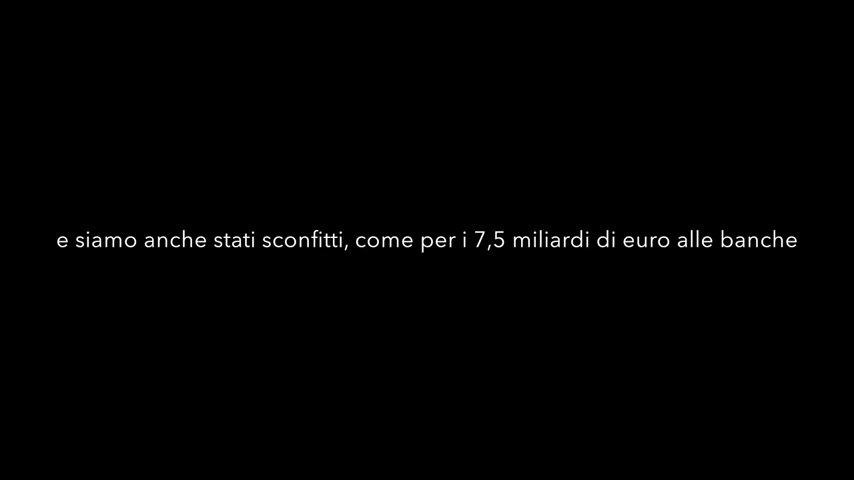 e siamo anche stati sconfitti, come per i 7,5 miliardi di euro alle banche